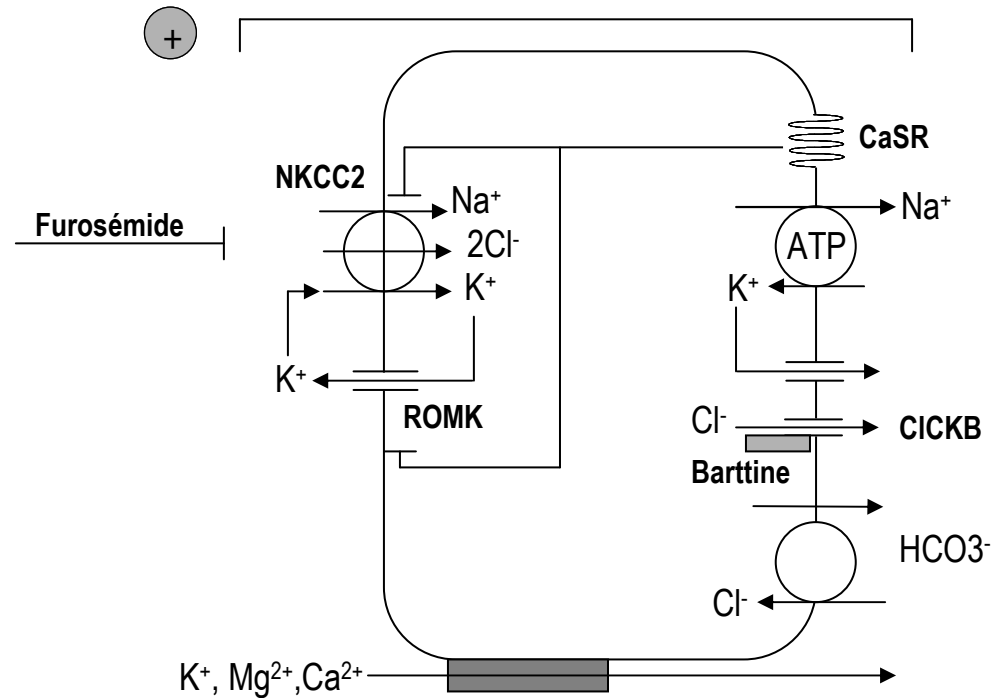 +
CaSR
NKCC2
Na⁺
Na⁺
Furosémide
2Cl⁻
ATP
K⁺
K⁺
K⁺
ROMK
Cl⁻
ClCKB
Barttine
HCO3⁻
Cl⁻
K⁺, Mg²⁺,Ca²⁺